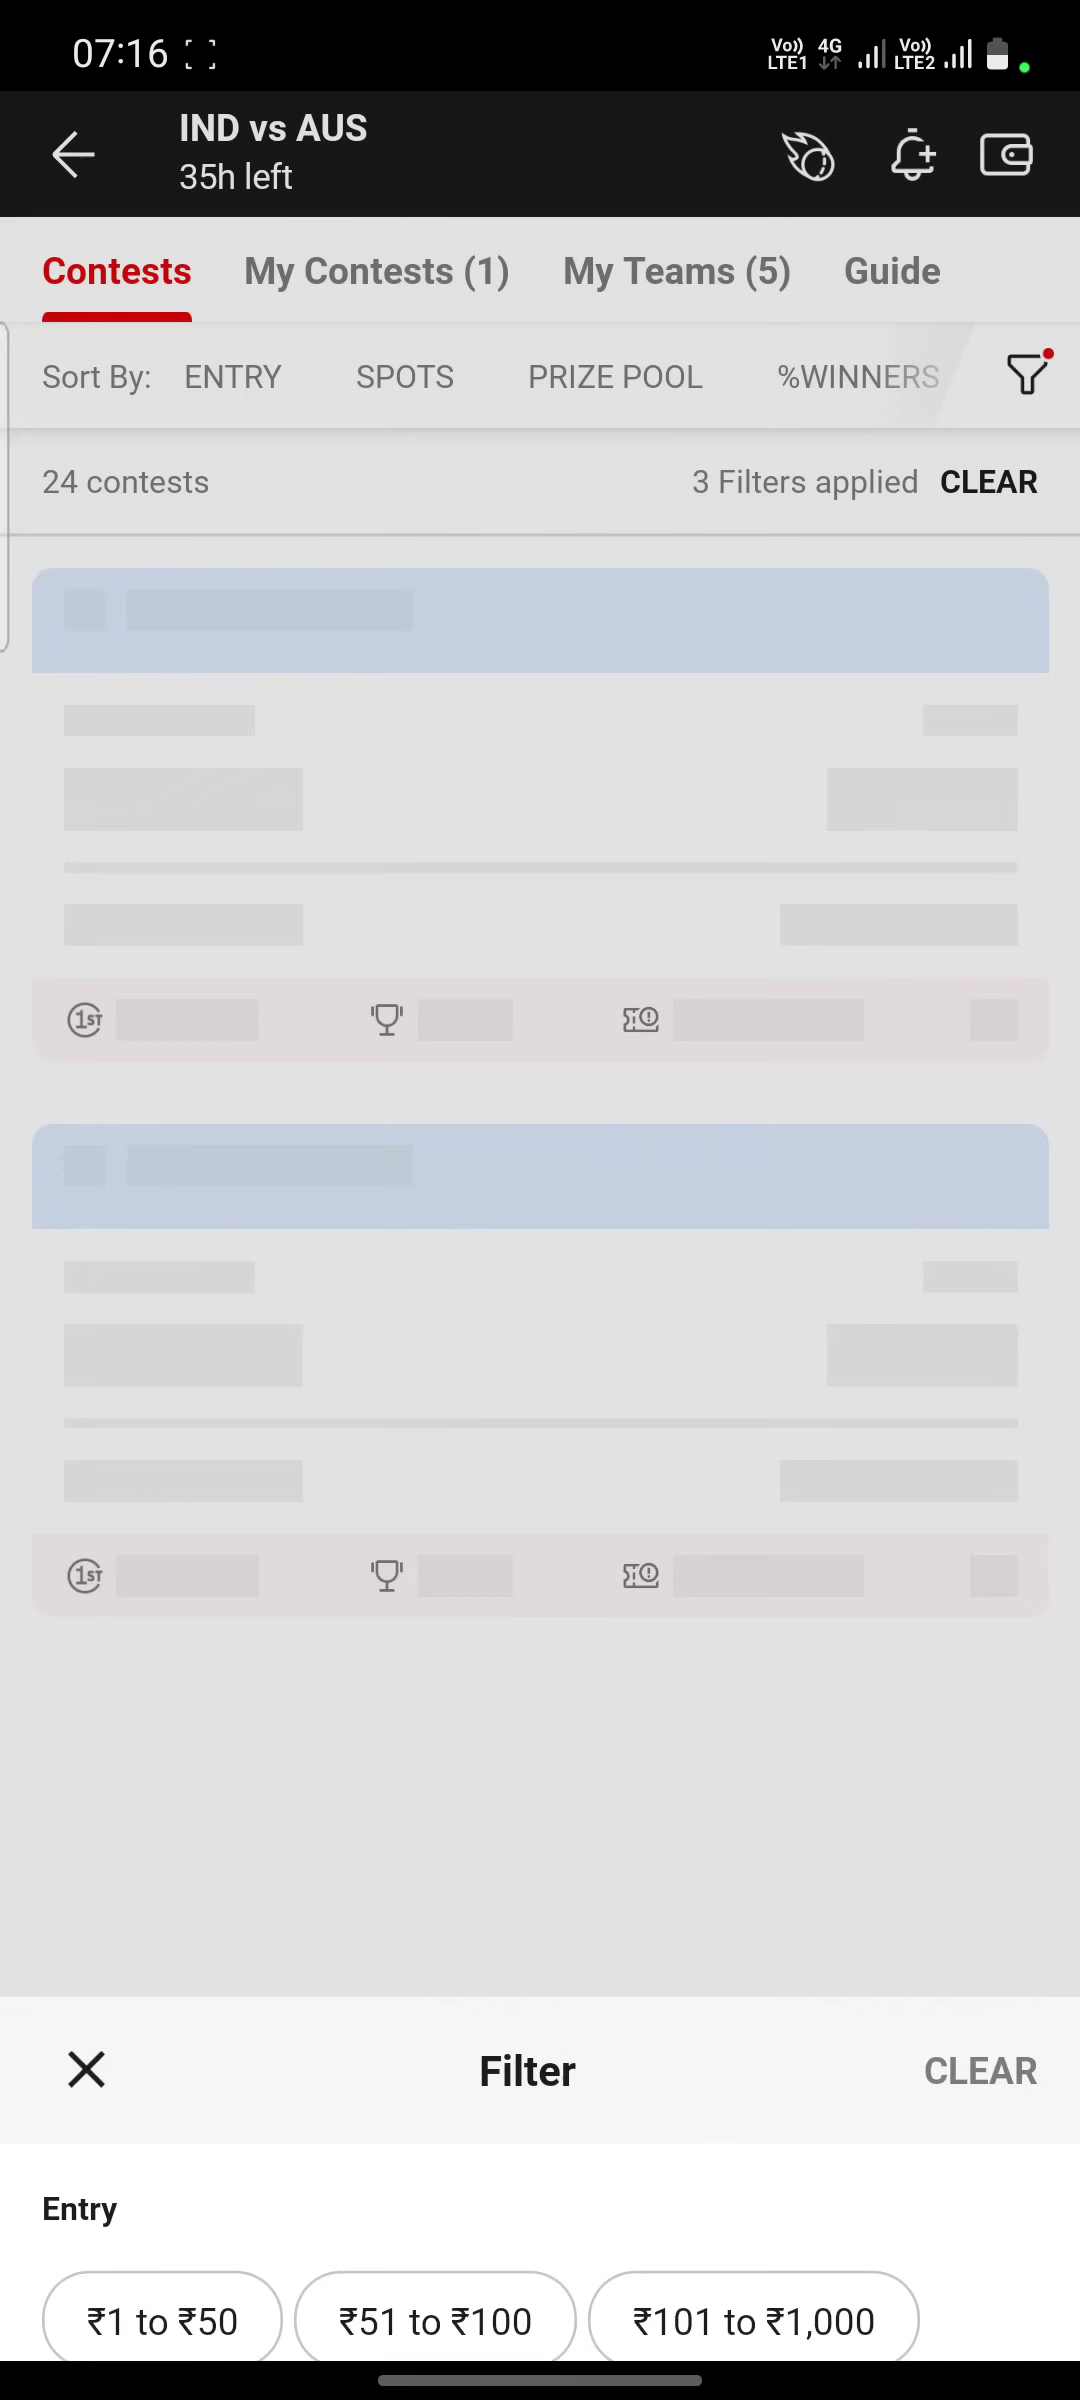 07:16
Vo)) LTE1 4G Vo)) LTE2
IND vs AUS
35h left
Contests My Contests (1) My Teams (5) Guide
Sort By: ENTRY SPOTS PRIZE POOL %WINNERS
24 contests 3 Filters applied CLEAR
1ST
1ST
Filter CLEAR
Entry
₹1 to ₹50 ₹51 to ₹100 ₹101 to ₹1,000